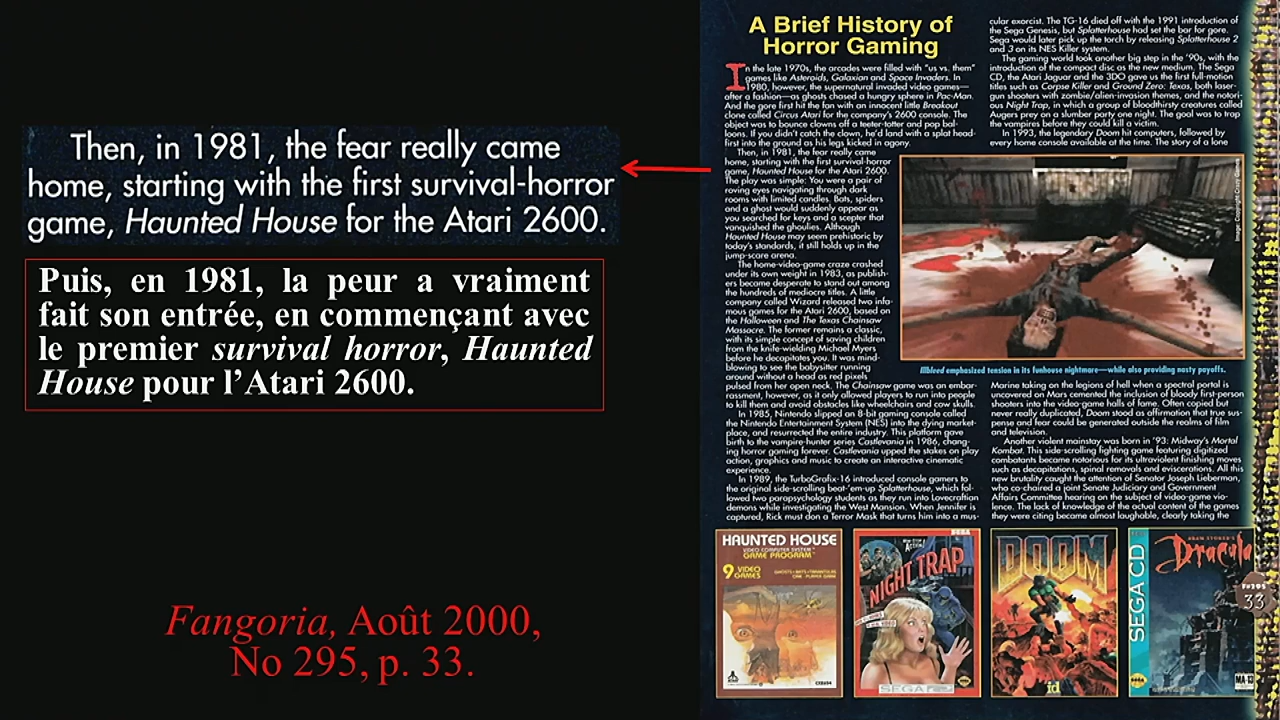 Then, in 1981, the fear really came
home, starting with the first survival-horror
game, Haunted House for the Atari 2600.
Puis, en 1981, la peur a vraiment
fait son entrée, en commençant avec
le premier survival horror, Haunted
House pour l'Atari 2600.
Fangoria, Août 2000,
No 295, p. 33.
A Brief History of
Horror Gaming
In the late 1970s, the arcades were filled with "us vs. them"
games like Asteroids, Galaxian and Space Invaders. In
1980, however, the supernatural invaded video games—
after a fashion—as ghosts chased a hungry sphere in Pac-Man.
And the gore first hit the fan with an innocent little Breakout
clone called Circus Atari for the company's 2600 console. The
object was to bounce clowns off a teeter-totter and pop bal-
loons. If you didn't catch the clown, he'd land with a splat head-
first into the ground as his legs kicked in agony.
Then, in 1981, the fear really came
home, starting with the first survival-horror
game, Haunted House for the Atari 2600.
The play was simple: You were a pair of
roving eyes navigating through dark
rooms with limited candles. Bats, spiders
and a ghost would suddenly appear as
you searched for keys and a scepter that
vanquished the ghoulies. Although
Haunted House may seem prehistoric by
today's standards, it still holds up in the
jump-scare arena.
The home-video-game craze crashed
under its own weight in 1983, as publish-
ers became desperate to stand out among
the hundreds of mediocre titles. A little
company called Wizard released two infa-
mous games for the Atari 2600, based on
the Halloween and The Texas Chainsaw
Massacre. The former remains a classic,
with its simple concept of saving children
from the knife-wielding Michael Myers
before he decapitates you. It was mind-
blowing to see the babysitter running
around without a head as red pixels
pulsed from her open neck. The Chainsaw game was an embar-
rassment, however, as it only allowed players to run into people
to kill them and avoid obstacles like wheelchairs and cow skulls.
In 1985, Nintendo slipped an 8-bit gaming console called
the Nintendo Entertainment System (NES) into the dying market-
place, and resurrected the entire industry. This platform gave
birth to the vampire-hunter series Castlevania in 1986, chang-
ing horror gaming forever. Castlevania upped the stakes on play
action, graphics and music to create an interactive cinematic
experience.
In 1989, the TurboGrafix-16 introduced console gamers to
the original side-scrolling beat-'em-up Splatterhouse, which fol-
lowed two parapsychology students as they run into Lovecraftian
demons while investigating the West Mansion. When Jennifer is
captured, Rick must don a Terror Mask that turns him into a mus-
cular exorcist. The TG-16 died off with the 1991 introduction of
the Sega Genesis, but Splatterhouse had set the bar for gore.
Sega would later pick up the torch by releasing Splatterhouse 2
and 3 on its NES Killer system.
The gaming world took another big step in the '90s, with the
introduction of the compact disc as the new medium. The Sega
CD, the Atari Jaguar and the 3DO gave us the first full-motion
titles such as Corpse Killer and Ground Zero: Texas, both laser-
gun shooters with zombie/alien-invasion themes, and the notori-
ous Night Trap, in which a group of bloodthirsty creatures called
Augers prey on a slumber party one night. The goal was to trap
the vampires before they could kill a victim.
In 1993, the legendary Doom hit computers, followed by
every home console available at the time. The story of a lone
Illbleed emphasized tension in its funhouse nightmare—while also providing nasty payoffs.
Marine taking on the legions of hell when a spectral portal is
uncovered on Mars cemented the inclusion of bloody first-person
shooters into the video-game halls of fame. Often copied but
never really duplicated, Doom stood as affirmation that true sus-
pense and fear could be generated outside the realms of film
and television.
Another violent mainstay was born in '93: Midway's Mortal
Kombat. This side-scrolling fighting game featuring digitized
combatants became notorious for its ultraviolent finishing moves
such as decapitations, spinal removals and eviscerations. All this
new brutality caught the attention of Senator Joseph Lieberman,
who co-chaired a joint Senate Judiciary and Government
Affairs Committee hearing on the subject of video-game vio-
lence. The lack of knowledge of the actual content of the games
they were citing became almost laughable, clearly taking the
HAUNTED HOUSE
VIDEO COMPUTER SYSTEM
GAME PROGRAM
9 VIDEO
GAMES
ATARI
CX2654
SEGA
NIGHT TRAP
SEGA CD
DOOM
id
SEGA CD
BRAM STOKER'S
Dracula
MA-13
33